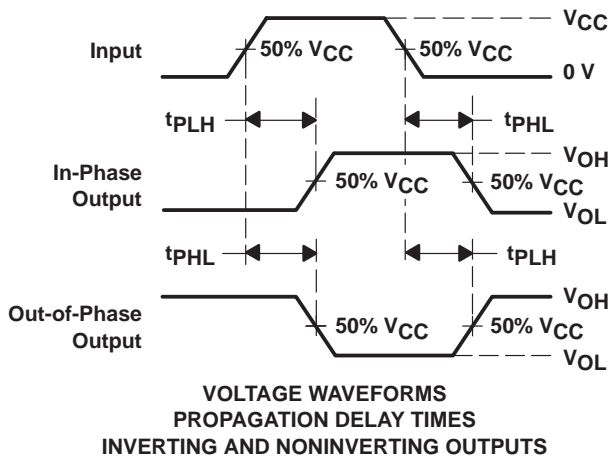 VCC
Input
50% VCC
50% VCC
0 V
tPLH
tPHL
VOH
In-Phase
Output
50% VCC
50% VCC
VOL
tPHL
tPLH
VOH
Out-of-Phase
Output
50% VCC
50% VCC
VOL
VOLTAGE WAVEFORMS
PROPAGATION DELAY TIMES
INVERTING AND NONINVERTING OUTPUTS